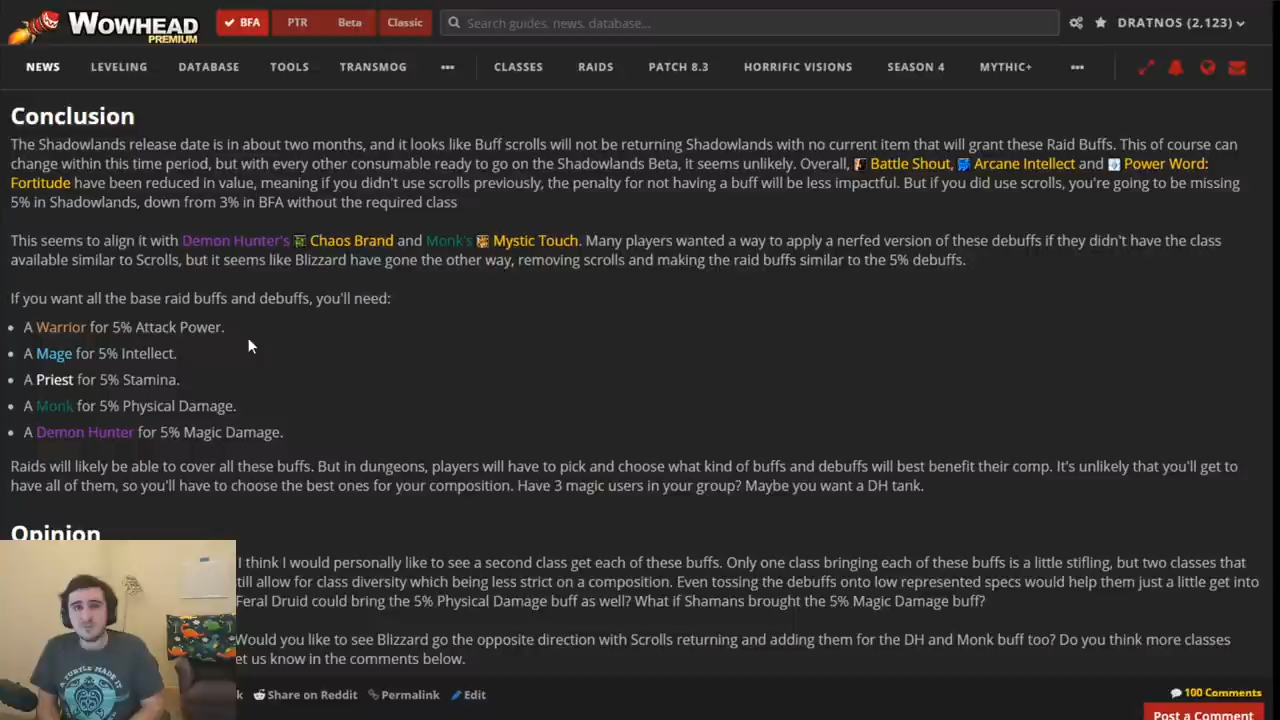 WOWHEAD
PREMIUM
BFA
PTR
Beta
Classic
Search guides, news, database...
DRATNOS (2,123)
NEWS
LEVELING
DATABASE
TOOLS
TRANSMOG
CLASSES
RAIDS
PATCH 8.3
HORRIFIC VISIONS
SEASON 4
MYTHIC+
Conclusion
The Shadowlands release date is in about two months, and it looks like Buff scrolls will not be returning Shadowlands with no current item that will grant these Raid Buffs. This of course can
change within this time period, but with every other consumable ready to go on the Shadowlands Beta, it seems unlikely. Overall, Battle Shout, Arcane Intellect and Power Word:
Fortitude have been reduced in value, meaning if you didn't use scrolls previously, the penalty for not having a buff will be less impactful. But if you did use scrolls, you're going to be missing
5% in Shadowlands, down from 3% in BFA without the required class
This seems to align it with Demon Hunter's Chaos Brand and Monk's Mystic Touch. Many players wanted a way to apply a nerfed version of these debuffs if they didn't have the class
available similar to Scrolls, but it seems like Blizzard have gone the other way, removing scrolls and making the raid buffs similar to the 5% debuffs.
If you want all the base raid buffs and debuffs, you'll need:
• A Warrior for 5% Attack Power.
• A Mage for 5% Intellect.
• A Priest for 5% Stamina.
• A Monk for 5% Physical Damage.
• A Demon Hunter for 5% Magic Damage.
Raids will likely be able to cover all these buffs. But in dungeons, players will have to pick and choose what kind of buffs and debuffs will best benefit their comp. It's unlikely that you'll get to
have all of them, so you'll have to choose the best ones for your composition. Have 3 magic users in your group? Maybe you want a DH tank.
Opinion
I think I would personally like to see a second class get each of these buffs. Only one class bringing each of these buffs is a little stifling, but two classes that
till allow for class diversity which being less strict on a composition. Even tossing the debuffs onto low represented specs would help them just a little get into
Feral Druid could bring the 5% Physical Damage buff as well? What if Shamans brought the 5% Magic Damage buff?
Would you like to see Blizzard go the opposite direction with Scrolls returning and adding them for the DH and Monk buff too? Do you think more classes
et us know in the comments below.
k Share on Reddit Permalink Edit
100 Comments
Post a Comment
A TURTLE MADE IT